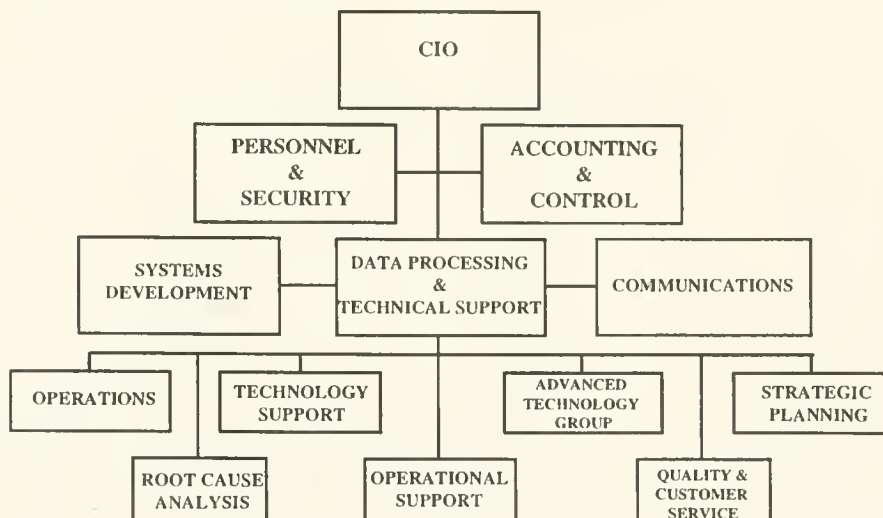 CIO
PERSONNEL
&
SECURITY
ACCOUNTING
&
CONTROL
SYSTEMS
DEVELOPMENT
DATA PROCESSING
&
TECHNICAL SUPPORT
COMMUNICATIONS
OPERATIONS
TECHNOLOGY
SUPPORT
ADVANCED
TECHNOLOGY
GROUP
STRATEGIC
PLANNING
ROOT CAUSE
ANALYSIS
OPERATIONAL
SUPPORT
QUALITY &
CUSTOMER
SERVICE